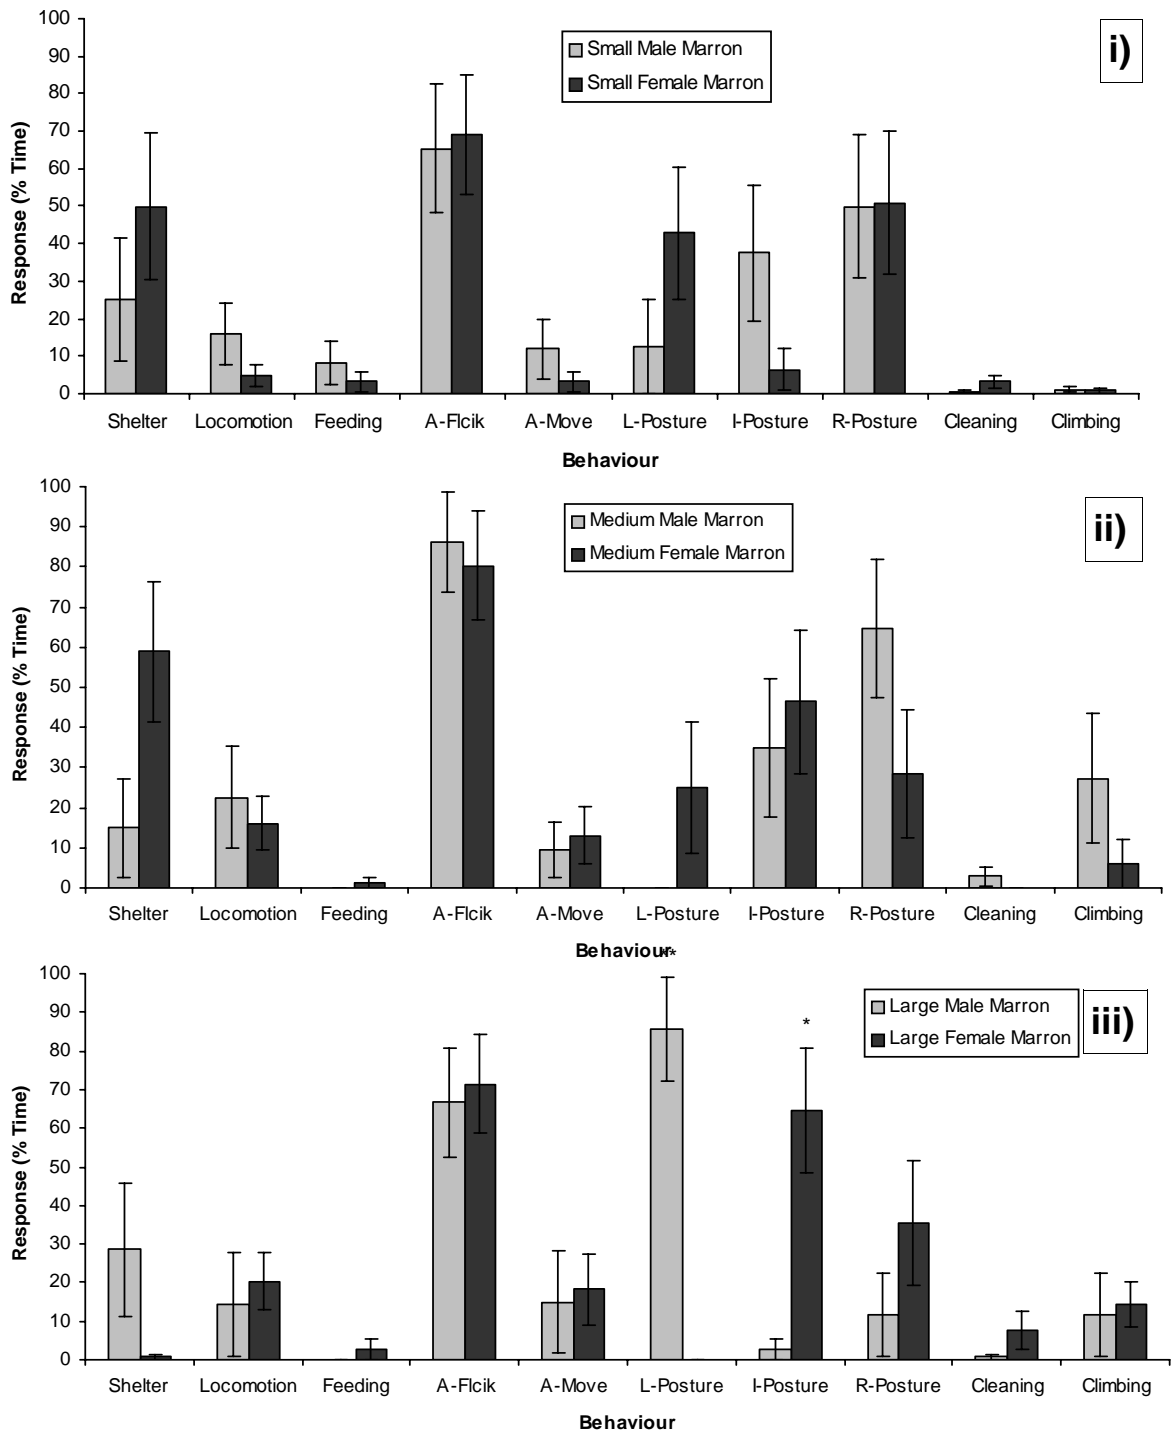 100
90
80
70
60
50
40
30
20
10
0
Response (% Time)
Small Male Marron
Small Female Marron
i)
Shelter Locomotion Feeding A-Flcik A-Move L-Posture I-Posture R-Posture Cleaning Climbing
Behaviour
100
90
80
70
60
50
40
30
20
10
0
Response (% Time)
Medium Male Marron
Medium Female Marron
ii)
Shelter Locomotion Feeding A-Flcik A-Move L-Posture I-Posture R-Posture Cleaning Climbing
Behaviour
**
100
90
80
70
60
50
40
30
20
10
0
Response (% Time)
Large Male Marron
Large Female Marron
iii)
*
Shelter Locomotion Feeding A-Flcik A-Move L-Posture I-Posture R-Posture Cleaning Climbing
Behaviour